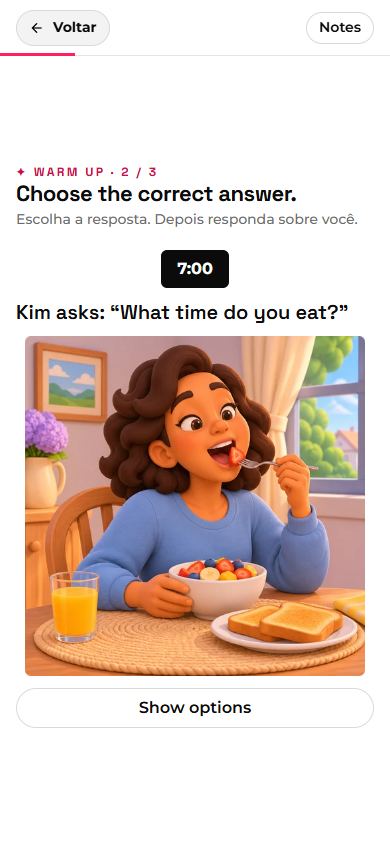 ← Voltar
Notes
✦ WARM UP · 2 / 3
Choose the correct answer.
Escolha a resposta. Depois responda sobre você.
7:00
Kim asks: “What time do you eat?”
Show options